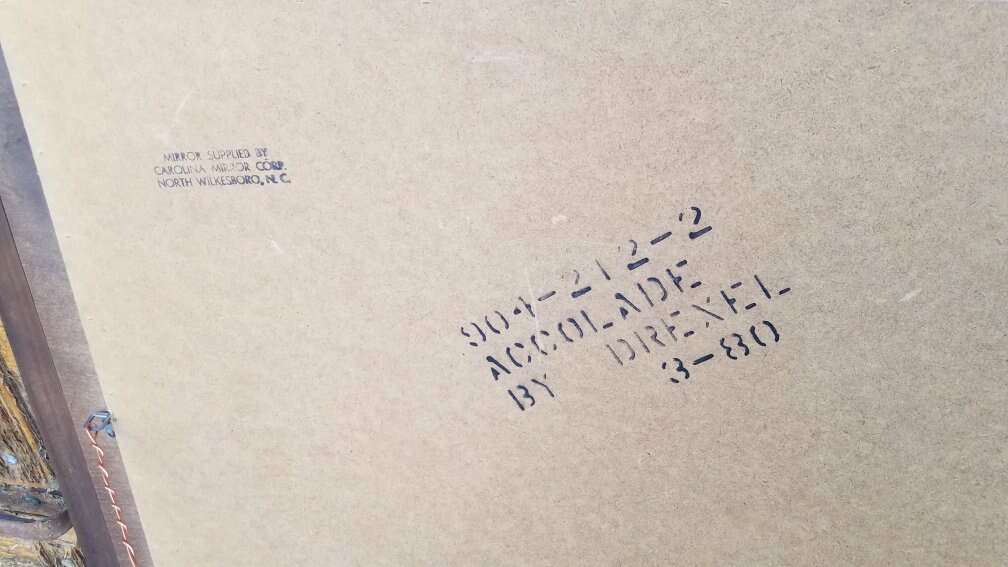 MIRROR SUPPLIED BY
CAROLINA MIRROR CORP.
NORTH WILKESBORO, N.C.
904-212-2
ACCOLADE
BY DREXEL
3-80